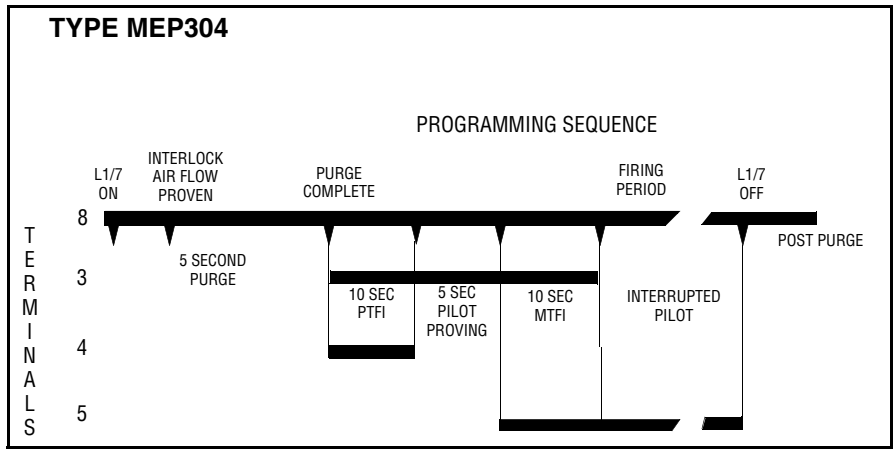 TYPE MEP304
PROGRAMMING SEQUENCE
L1/7
ON
INTERLOCK
AIR FLOW
PROVEN
PURGE
COMPLETE
FIRING
PERIOD
L1/7
OFF
8
POST PURGE
5 SECOND
PURGE
TERMINALS
3
10 SEC
PTFI
5 SEC
PILOT
PROVING
10 SEC
MTFI
INTERRUPTED
PILOT
4
5